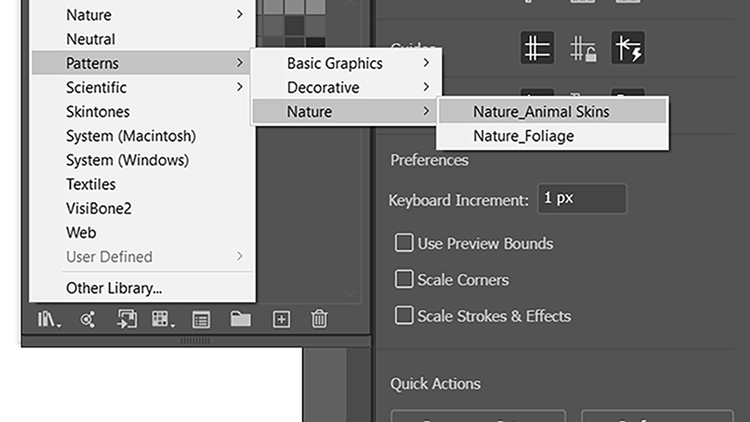 Nature
Neutral
Patterns
Scientific
Skintones
System (Macintosh)
System (Windows)
Textiles
VisiBone2
Web
User Defined
Other Library...
Basic Graphics
Decorative
Nature
Nature_Animal Skins
Nature_Foliage
Guides
Preferences
Keyboard Increment: 1 px
Use Preview Bounds
Scale Corners
Scale Strokes & Effects
Quick Actions